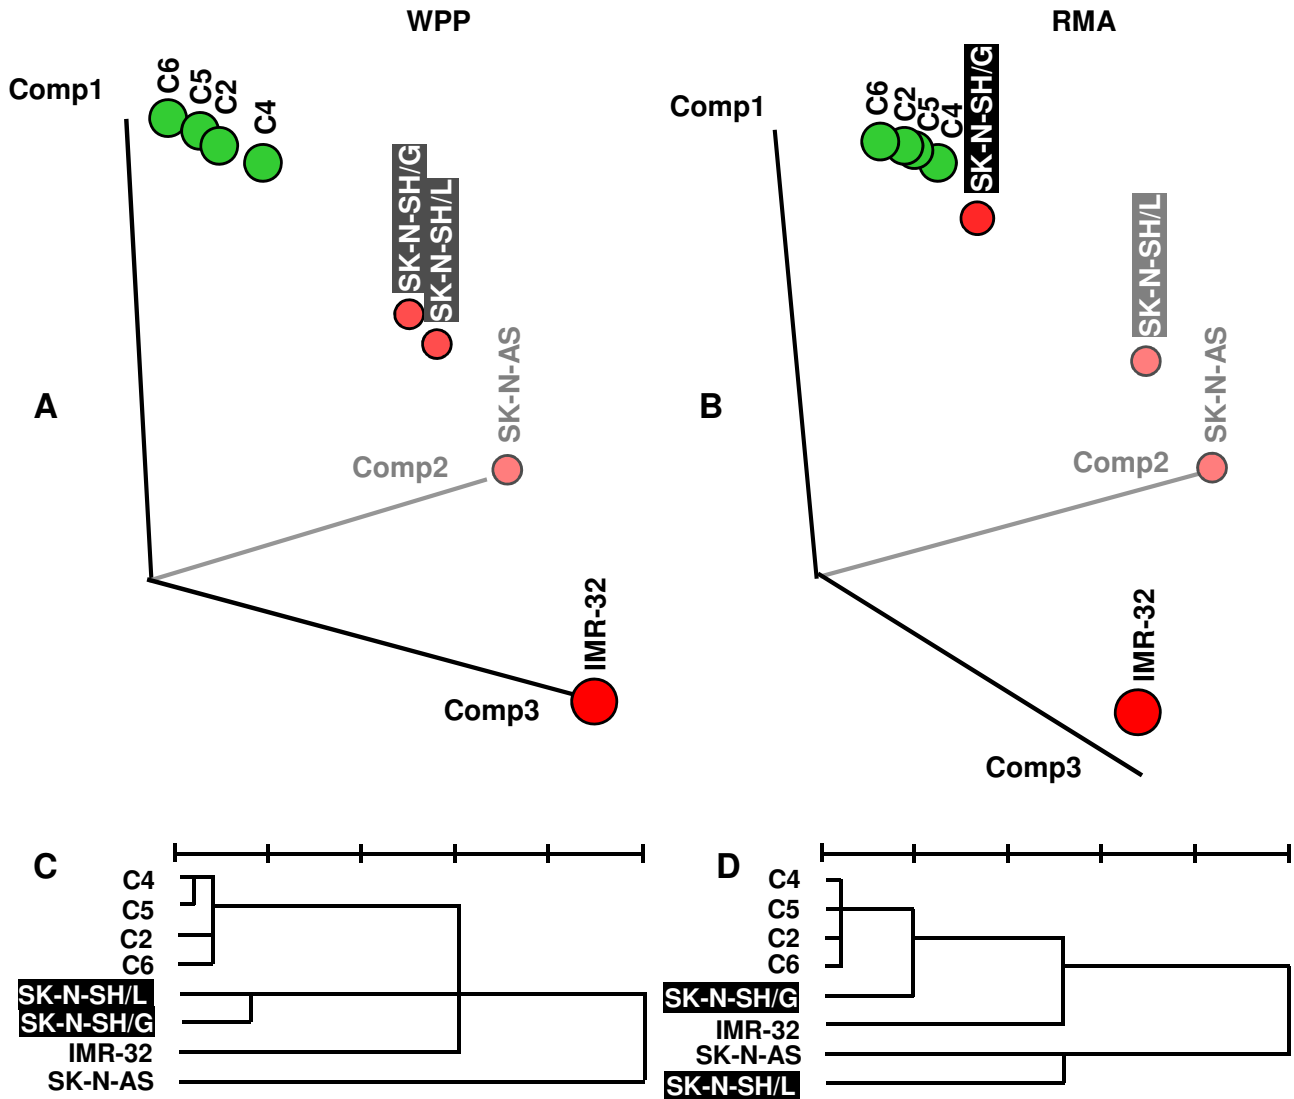 WPP
RMA
Comp1
C6
C5
C2
C4
SK-N-SH/G
SK-N-SH/L
SK-N-AS
A
Comp2
IMR-32
Comp3
Comp1
C6
C2
C5
C4
SK-N-SH/G
SK-N-SH/L
SK-N-AS
B
Comp2
IMR-32
Comp3
C
C4
C5
C2
C6
SK-N-SH/L
SK-N-SH/G
IMR-32
SK-N-AS
D
C4
C5
C2
C6
SK-N-SH/G
IMR-32
SK-N-AS
SK-N-SH/L